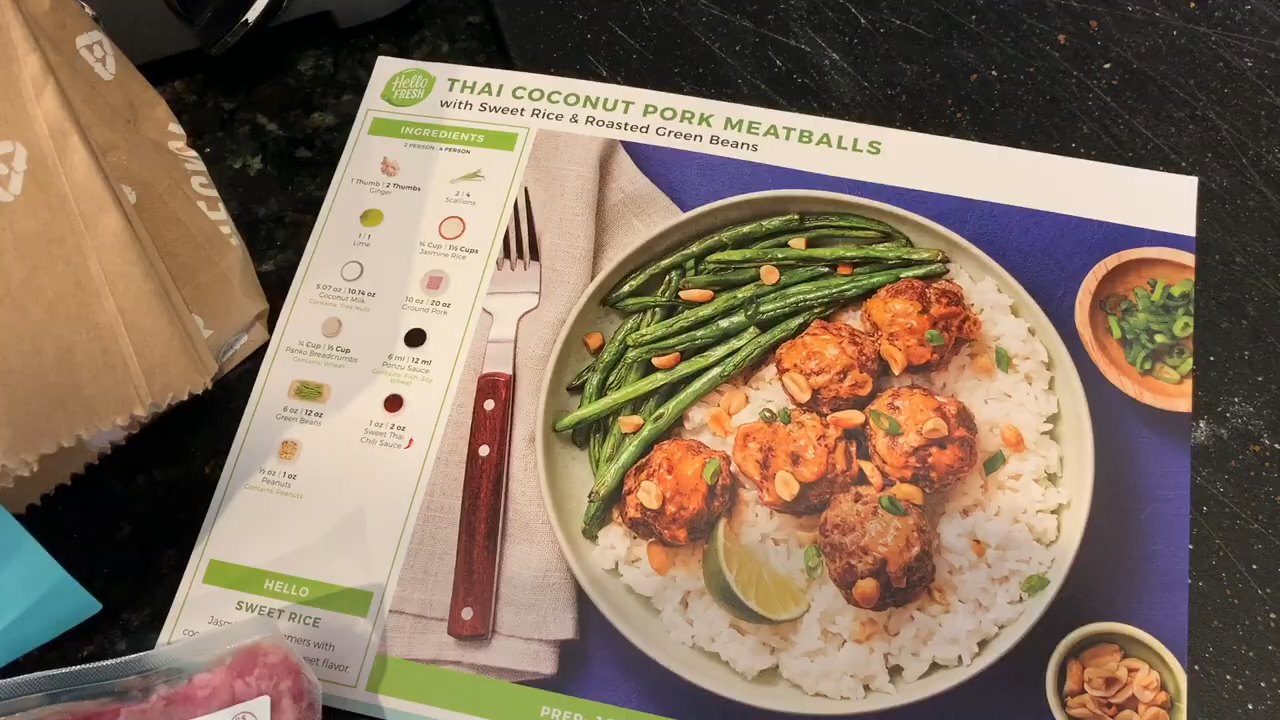 Hello
FRESH
THAI COCONUT PORK MEATBALLS
with Sweet Rice & Roasted Green Beans
INGREDIENTS
2 PERSON | 4 PERSON
1 Thumb | 2 Thumbs
Ginger
2 | 4
Scallions
1 | 1
Lime
¾ Cup | 1½ Cups
Jasmine Rice
5.07 oz | 10.14 oz
Coconut Milk
Contains: Tree Nuts
10 oz | 20 oz
Ground Pork
¼ Cup | ½ Cup
Panko Breadcrumbs
Contains: Wheat
6 ml | 12 ml
Ponzu Sauce
Contains: Fish, Soy
Wheat
6 oz | 12 oz
Green Beans
1 oz | 2 oz
Sweet Thai
Chili Sauce
½ oz | 1 oz
Peanuts
Contains: Peanuts
HELLO
SWEET RICE
with
flavor.
PREP: